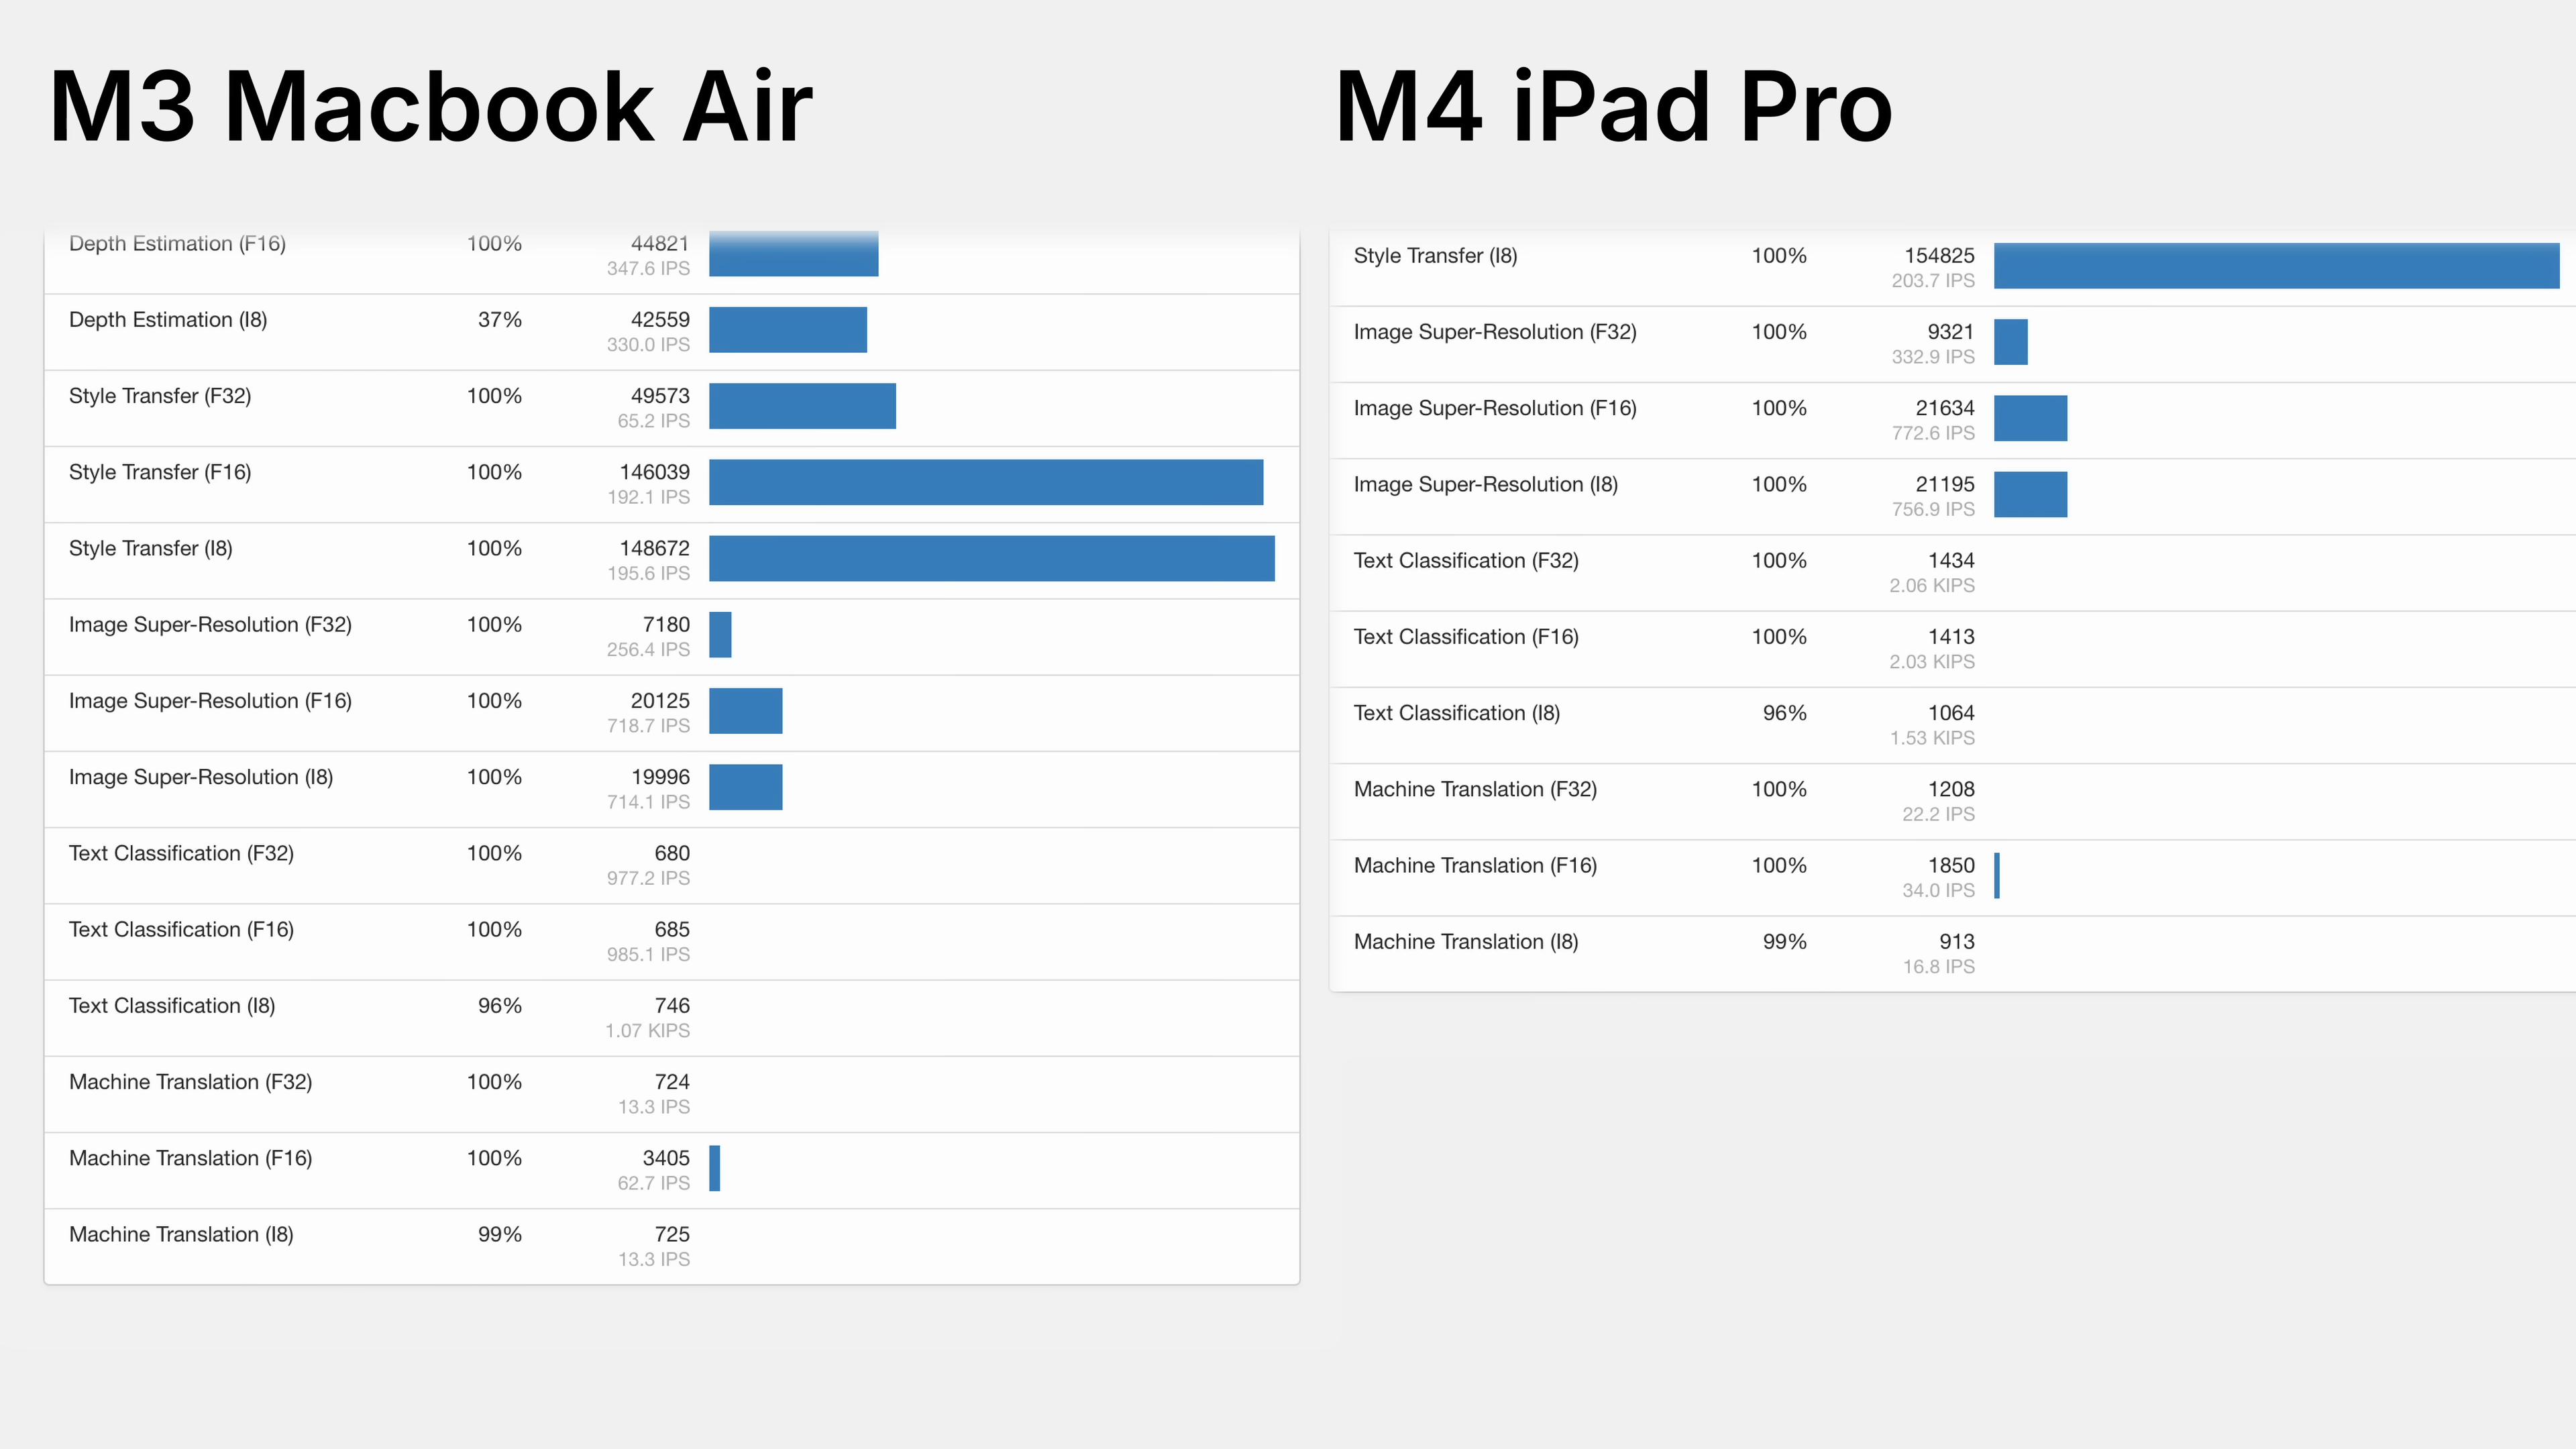 M3 Macbook Air
Depth Estimation (F16) 100% 44821
347.6 IPS
Depth Estimation (I8) 37% 42559
330.0 IPS
Style Transfer (F32) 100% 49573
65.2 IPS
Style Transfer (F16) 100% 146039
192.1 IPS
Style Transfer (I8) 100% 148672
195.6 IPS
Image Super-Resolution (F32) 100% 7180
256.4 IPS
Image Super-Resolution (F16) 100% 20125
718.7 IPS
Image Super-Resolution (I8) 100% 19996
714.1 IPS
Text Classification (F32) 100% 680
977.2 IPS
Text Classification (F16) 100% 685
985.1 IPS
Text Classification (I8) 96% 746
1.07 KIPS
Machine Translation (F32) 100% 724
13.3 IPS
Machine Translation (F16) 100% 3405
62.7 IPS
Machine Translation (I8) 99% 725
13.3 IPS
M4 iPad Pro
Style Transfer (I8) 100% 154825
203.7 IPS
Image Super-Resolution (F32) 100% 9321
332.9 IPS
Image Super-Resolution (F16) 100% 21634
772.6 IPS
Image Super-Resolution (I8) 100% 21195
756.9 IPS
Text Classification (F32) 100% 1434
2.06 KIPS
Text Classification (F16) 100% 1413
2.03 KIPS
Text Classification (I8) 96% 1064
1.53 KIPS
Machine Translation (F32) 100% 1208
22.2 IPS
Machine Translation (F16) 100% 1850
34.0 IPS
Machine Translation (I8) 99% 913
16.8 IPS